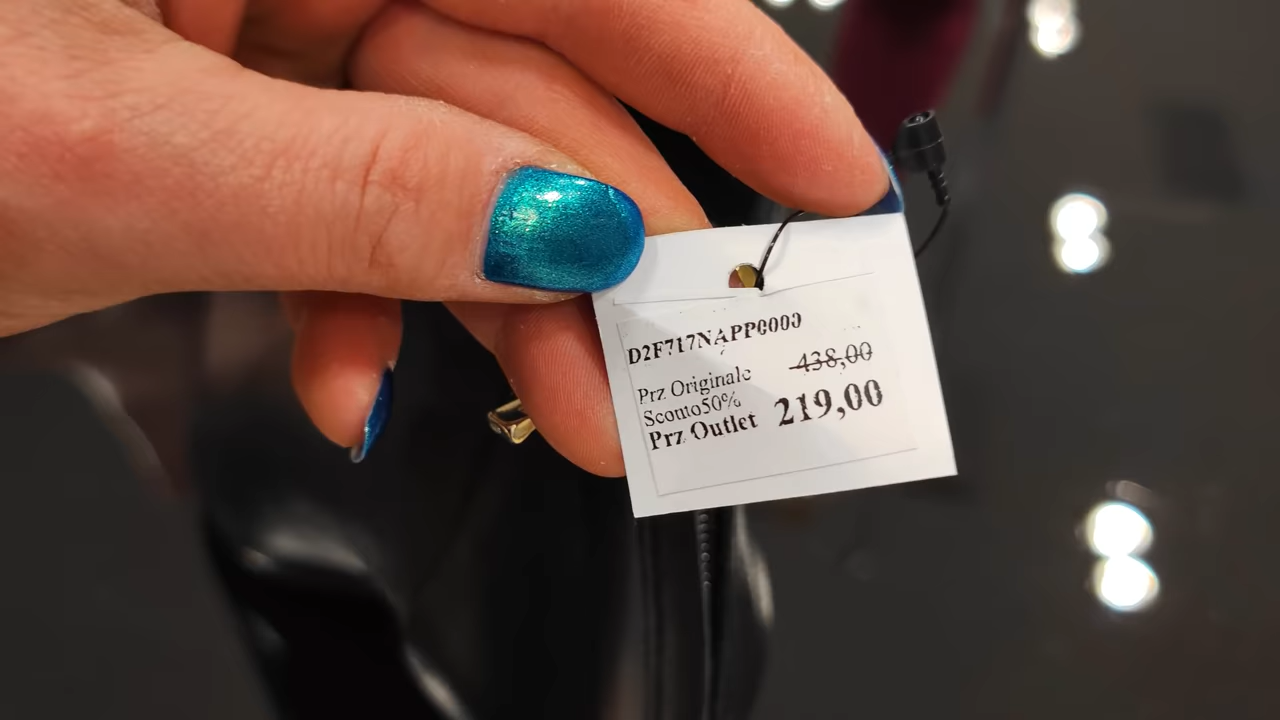 D2F717NAPP0000
Prz Originale 438,00
Sconto50%
Prz Outlet 219,00